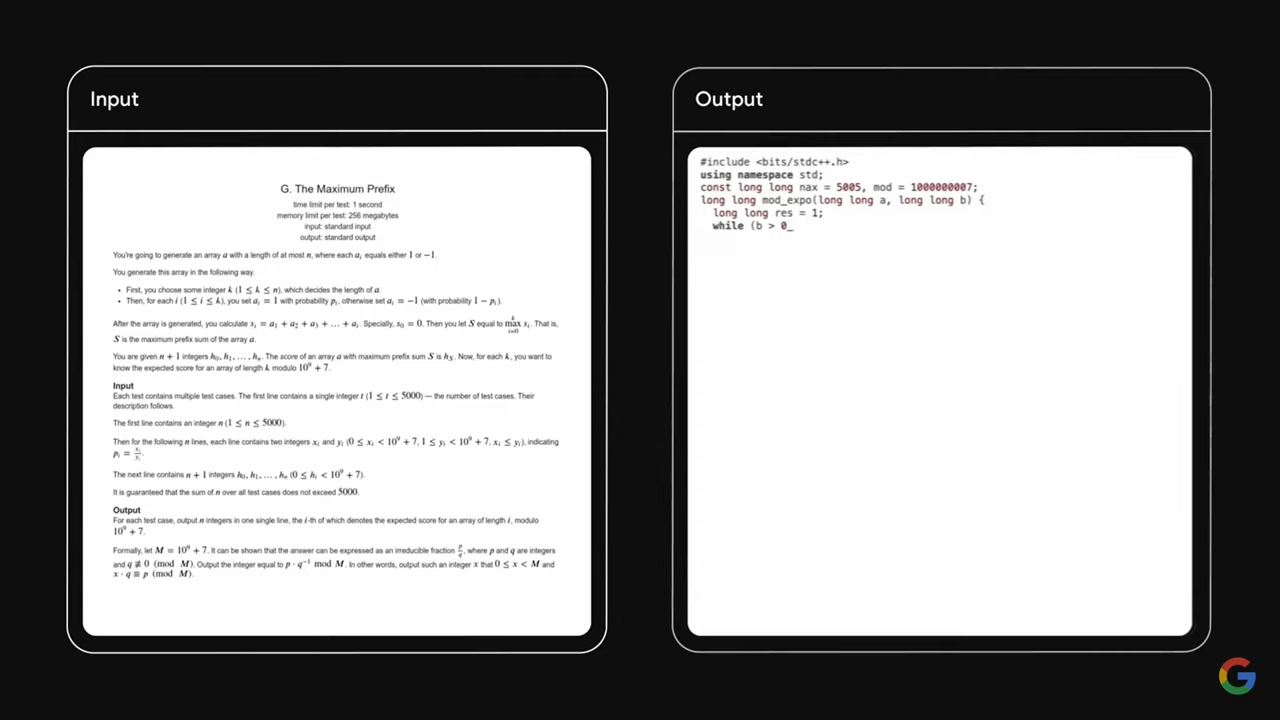 Input
G. The Maximum Prefix
time limit per test: 1 second
memory limit per test: 256 megabytes
input: standard input
output: standard output
You're going to generate an array a with a length of at most n, where each a_i equals either 1 or −1.
You generate this array in the following way.
• First, you choose some integer k (1 ≤ k ≤ n), which decides the length of a.
• Then, for each i (1 ≤ i ≤ k), you set a_i = 1 with probability p_i, otherwise set a_i = −1 (with probability 1 − p_i).
After the array is generated, you calculate s_i = a_1 + a_2 + a_3 + … + a_i. Specially, s_0 = 0. Then you let S equal to max_{i=0}^{k} s_i. That is,
S is the maximum prefix sum of the array a.
You are given n + 1 integers h_0, h_1, … , h_n. The score of an array a with maximum prefix sum S is h_S. Now, for each k, you want to
know the expected score for an array of length k modulo 10^9 + 7.
Input
Each test contains multiple test cases. The first line contains a single integer t (1 ≤ t ≤ 5000) — the number of test cases. Their
description follows.
The first line contains an integer n (1 ≤ n ≤ 5000).
Then for the following n lines, each line contains two integers x_i and y_i (0 ≤ x_i < 10^9 + 7, 1 ≤ y_i < 10^9 + 7, x_i ≤ y_i), indicating
p_i = x_i/y_i.
The next line contains n + 1 integers h_0, h_1, … , h_n (0 ≤ h_i < 10^9 + 7).
It is guaranteed that the sum of n over all test cases does not exceed 5000.
Output
For each test case, output n integers in one single line, the i-th of which denotes the expected score for an array of length i, modulo
10^9 + 7.
Formally, let M = 10^9 + 7. It can be shown that the answer can be expressed as an irreducible fraction p/q, where p and q are integers
and q ≢ 0 (mod M). Output the integer equal to p · q^−1 mod M. In other words, output such an integer x that 0 ≤ x < M and
x · q ≡ p (mod M).
Output
#include <bits/stdc++.h>
using namespace std;
const long long nax = 5005, mod = 1000000007;
long long mod_expo(long long a, long long b) {
long long res = 1;
while (b > 0_